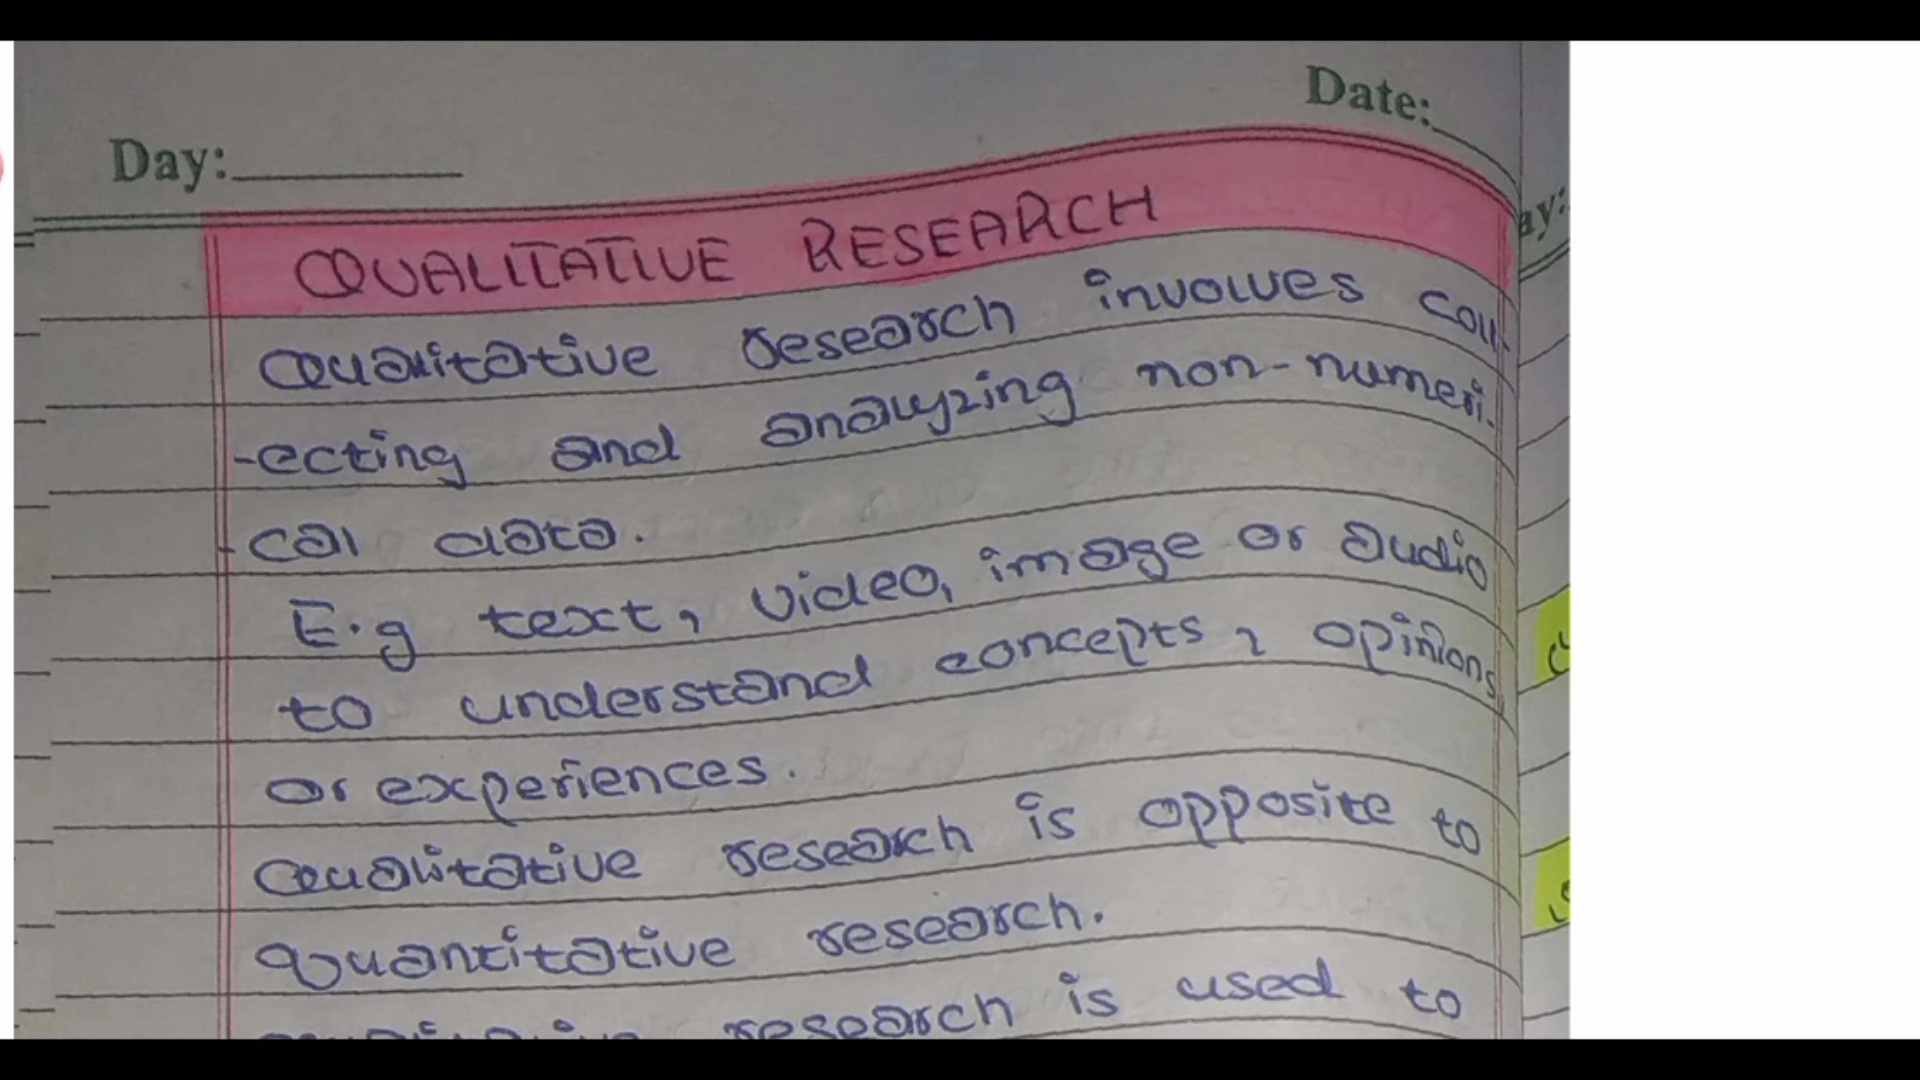 Date:
Day:
QUALITATIVE RESEARCH
Qualitative research involves coll-
-ecting and analyzing non-numeri-
-cal data.
E.g text, video, image or audio
to understand concepts, opinions
or experiences.
Qualitative research is opposite to
quantitative research.
research is used to